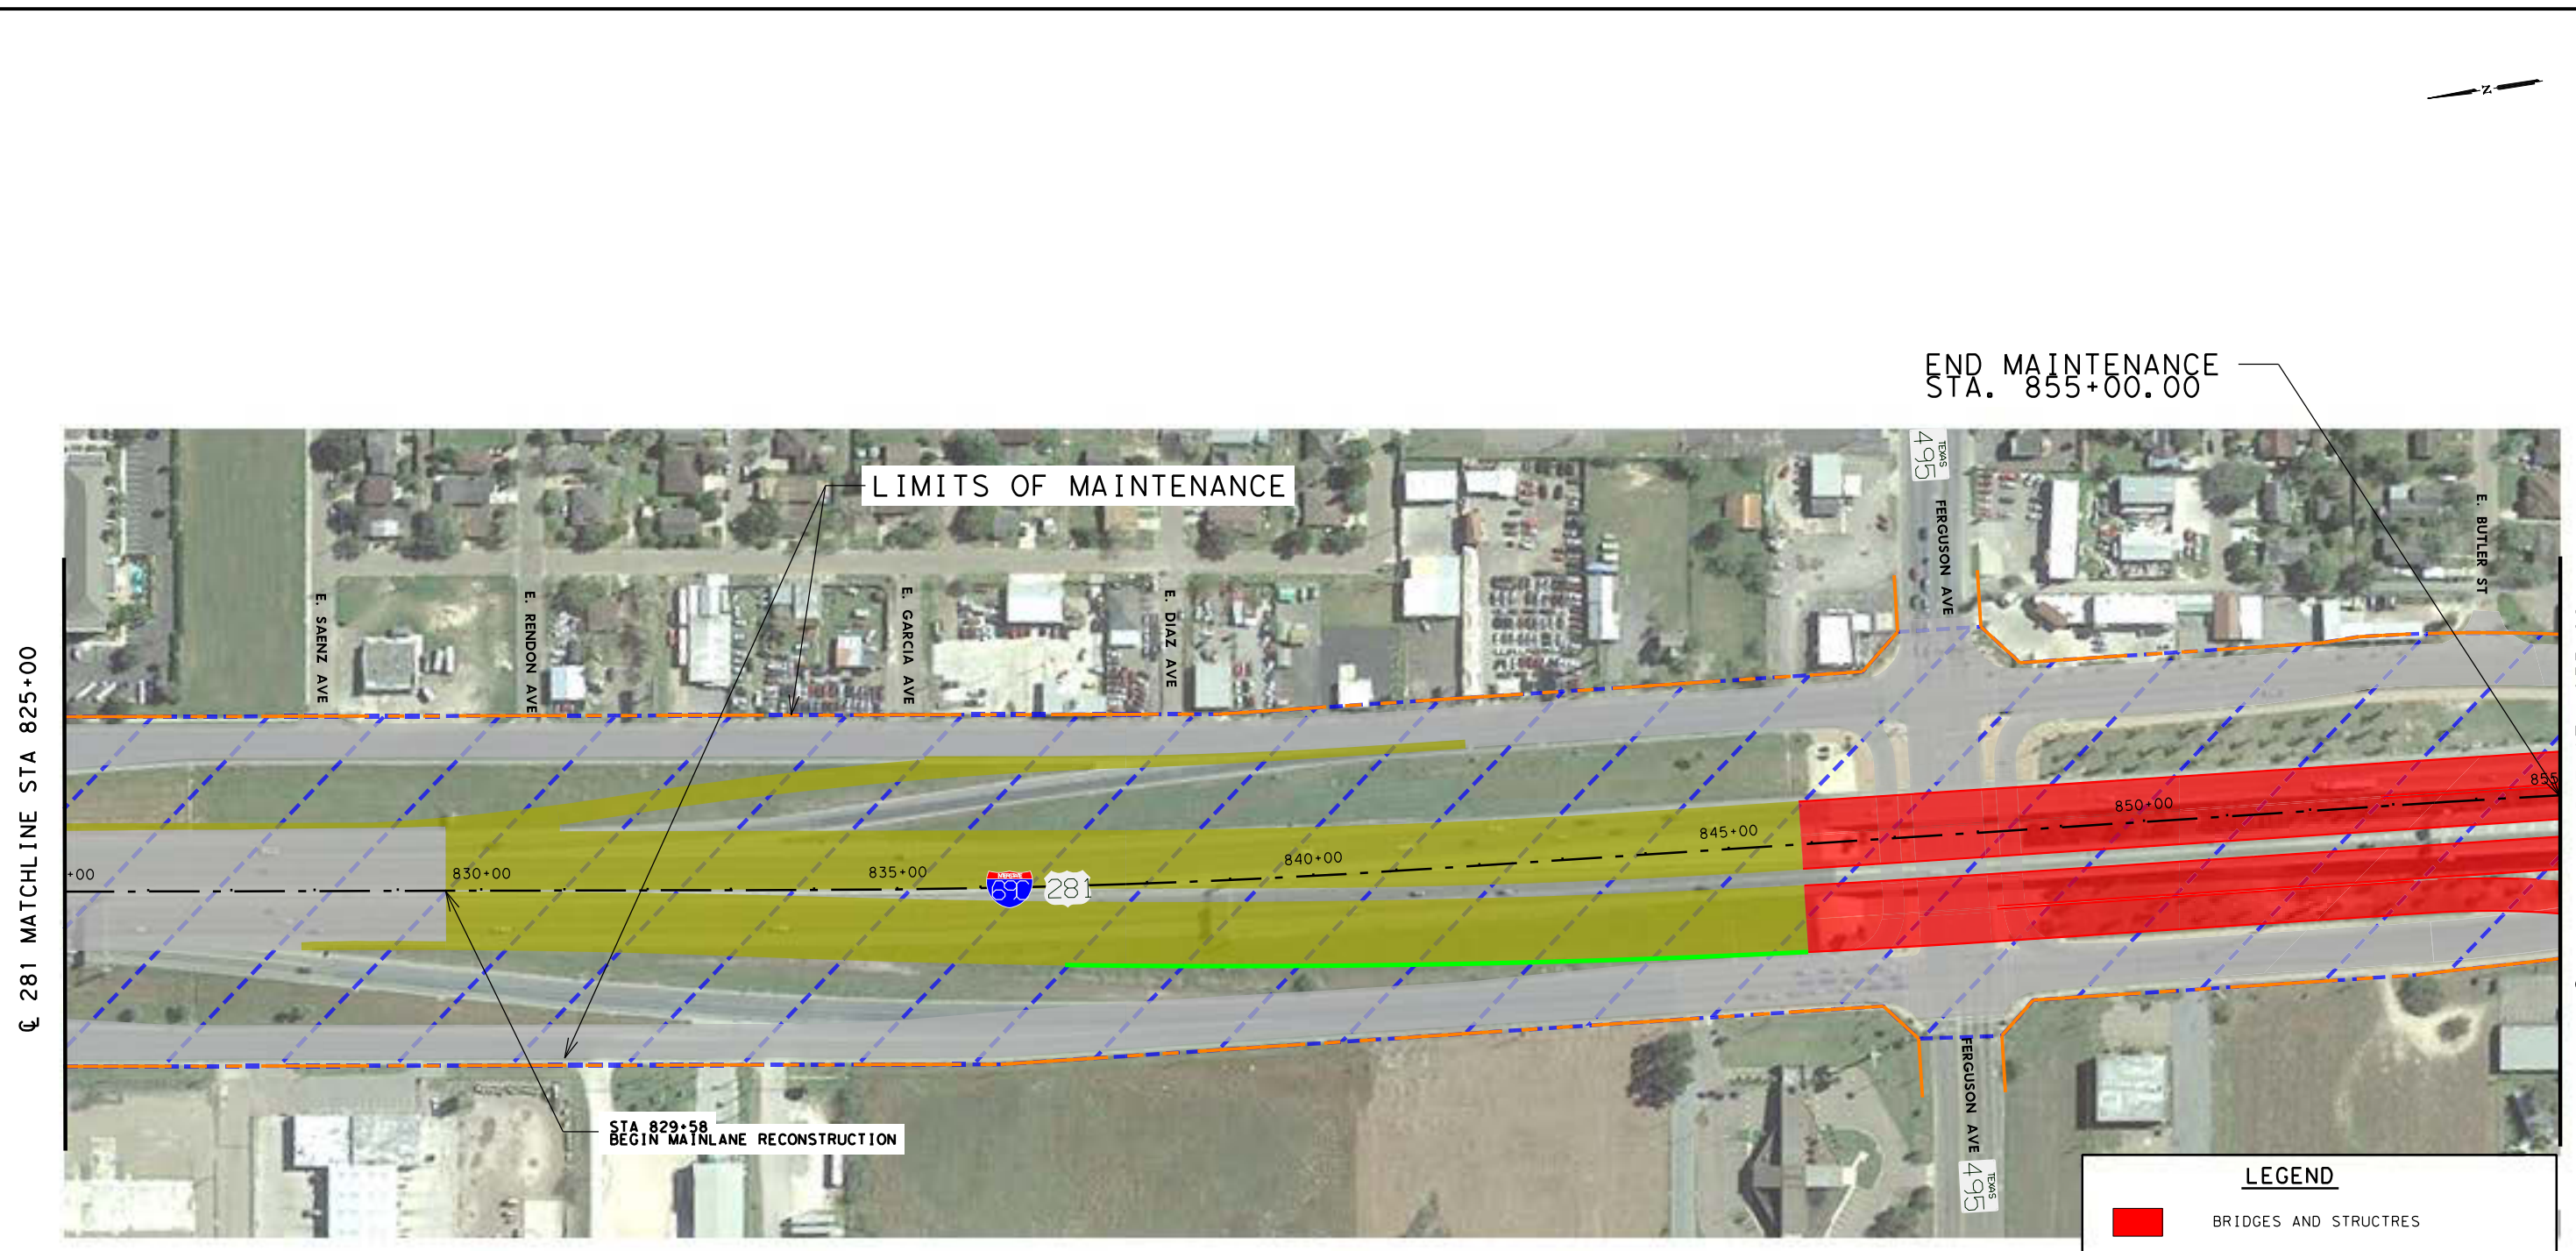 Z
END MAINTENANCE
STA. 855+00.00
LIMITS OF MAINTENANCE
TEXAS
495
FERGUSON AVE
E. BUTLER ST
E. SAENZ AVE
E. RENDON AVE
E. GARCIA AVE
E. DIAZ AVE
℄ 281 MATCHLINE STA 825+00
+00
830+00
835+00
INTERSTATE
69C
281
840+00
845+00
850+00
855
STA 829+58
BEGIN MAINLANE RECONSTRUCTION
FERGUSON AVE
TEXAS
495
LEGEND
BRIDGES AND STRUCTRES